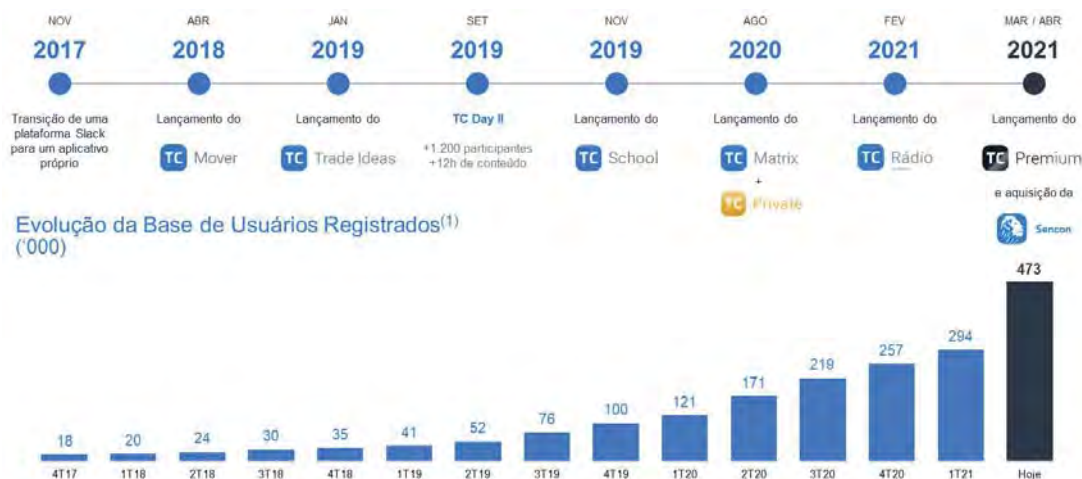 NOV
2017
Transição de uma
plataforma Slack
para um aplicativo
próprio
ABR
2018
Lançamento do
TC Mover
JAN
2019
Lançamento do
TC Trade Ideas
SET
2019
TC Day II
+1.200 participantes
+12h de conteúdo
NOV
2019
Lançamento do
TC School
AGO
2020
Lançamento do
TC Matrix
+
TC Private
FEV
2021
Lançamento do
TC Rádio
MAR / ABR
2021
Lançamento do
TC Premium
e aquisição da
Sencon
Evolução da Base de Usuários Registrados(1)
('000)
18 20 24 30 35 41 52 76 100 121 171 219 257 294 473
4T17 1T18 2T18 3T18 4T18 1T19 2T19 3T19 4T19 1T20 2T20 3T20 4T20 1T21 Hoje